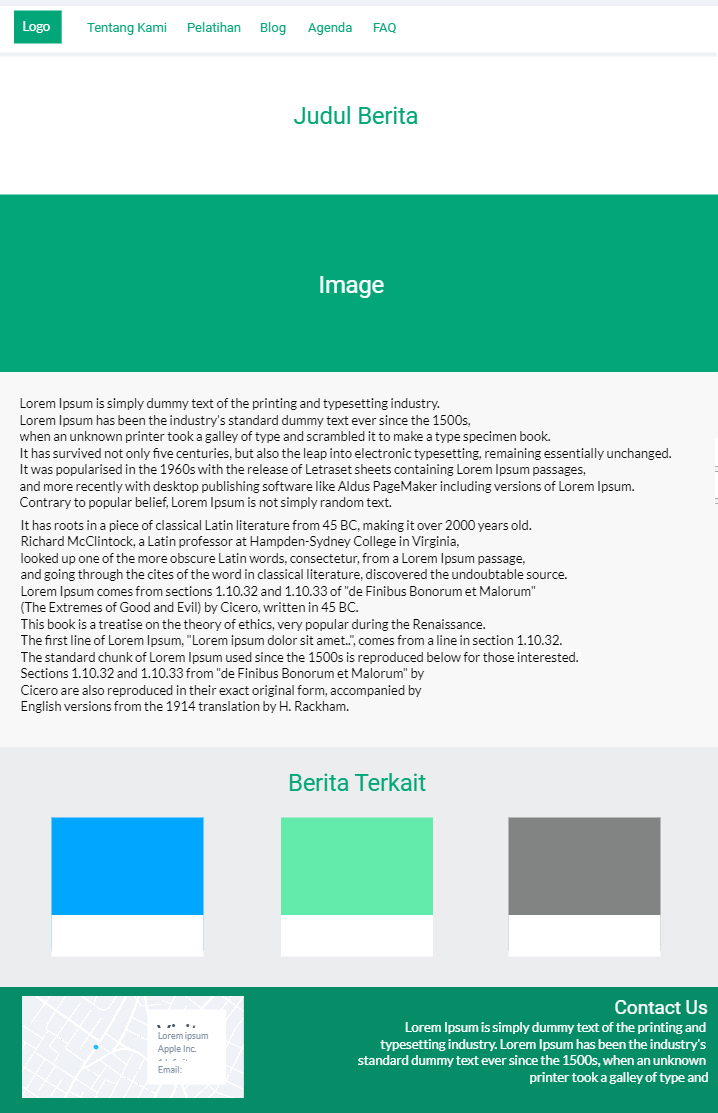 Logo
Tentang Kami
Pelatihan
Blog
Agenda
FAQ
Judul Berita
Image
Lorem Ipsum is simply dummy text of the printing and typesetting industry.
Lorem Ipsum has been the industry's standard dummy text ever since the 1500s,
when an unknown printer took a galley of type and scrambled it to make a type specimen book.
It has survived not only five centuries, but also the leap into electronic typesetting, remaining essentially unchanged.
It was popularised in the 1960s with the release of Letraset sheets containing Lorem Ipsum passages,
and more recently with desktop publishing software like Aldus PageMaker including versions of Lorem Ipsum.
Contrary to popular belief, Lorem Ipsum is not simply random text.
It has roots in a piece of classical Latin literature from 45 BC, making it over 2000 years old.
Richard McClintock, a Latin professor at Hampden-Sydney College in Virginia,
looked up one of the more obscure Latin words, consectetur, from a Lorem Ipsum passage,
and going through the cites of the word in classical literature, discovered the undoubtable source.
Lorem Ipsum comes from sections 1.10.32 and 1.10.33 of "de Finibus Bonorum et Malorum"
(The Extremes of Good and Evil) by Cicero, written in 45 BC.
This book is a treatise on the theory of ethics, very popular during the Renaissance.
The first line of Lorem Ipsum, "Lorem ipsum dolor sit amet..", comes from a line in section 1.10.32.
The standard chunk of Lorem Ipsum used since the 1500s is reproduced below for those interested.
Sections 1.10.32 and 1.10.33 from "de Finibus Bonorum et Malorum" by
Cicero are also reproduced in their exact original form, accompanied by
English versions from the 1914 translation by H. Rackham.
Berita Terkait
Lorem ipsum
Apple Inc.
Email:
Contact Us
Lorem Ipsum is simply dummy text of the printing and
typesetting industry. Lorem Ipsum has been the industry's
standard dummy text ever since the 1500s, when an unknown
printer took a galley of type and